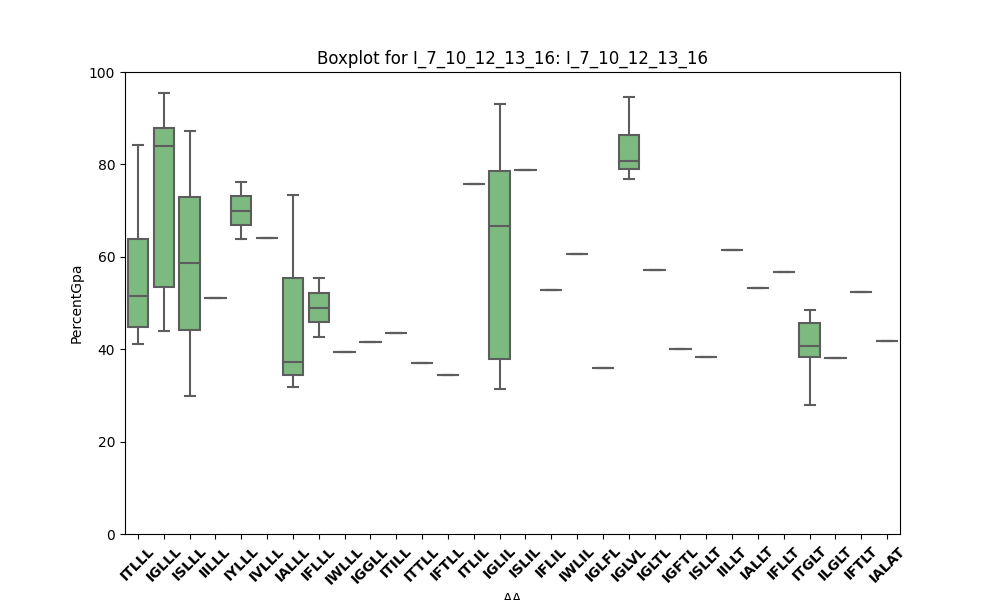 Boxplot for I_7_10_12_13_16: I_7_10_12_13_16
100
80
60
40
20
0
PercentGpa
ITLLL
IGLLL
ISLLL
IILLL
IYLLL
IVLLL
IALLL
IFLLL
IWLLL
IGGLL
ITILL
ITTLL
IFTLL
ITLIL
IGLIL
ISLIL
IFLIL
IWLIL
IGLFL
IGLVL
IGLTL
IGFTL
ISLLT
IILLT
IALLT
IFLLT
ITGLT
ILGLT
IFTLT
IALAT
AA